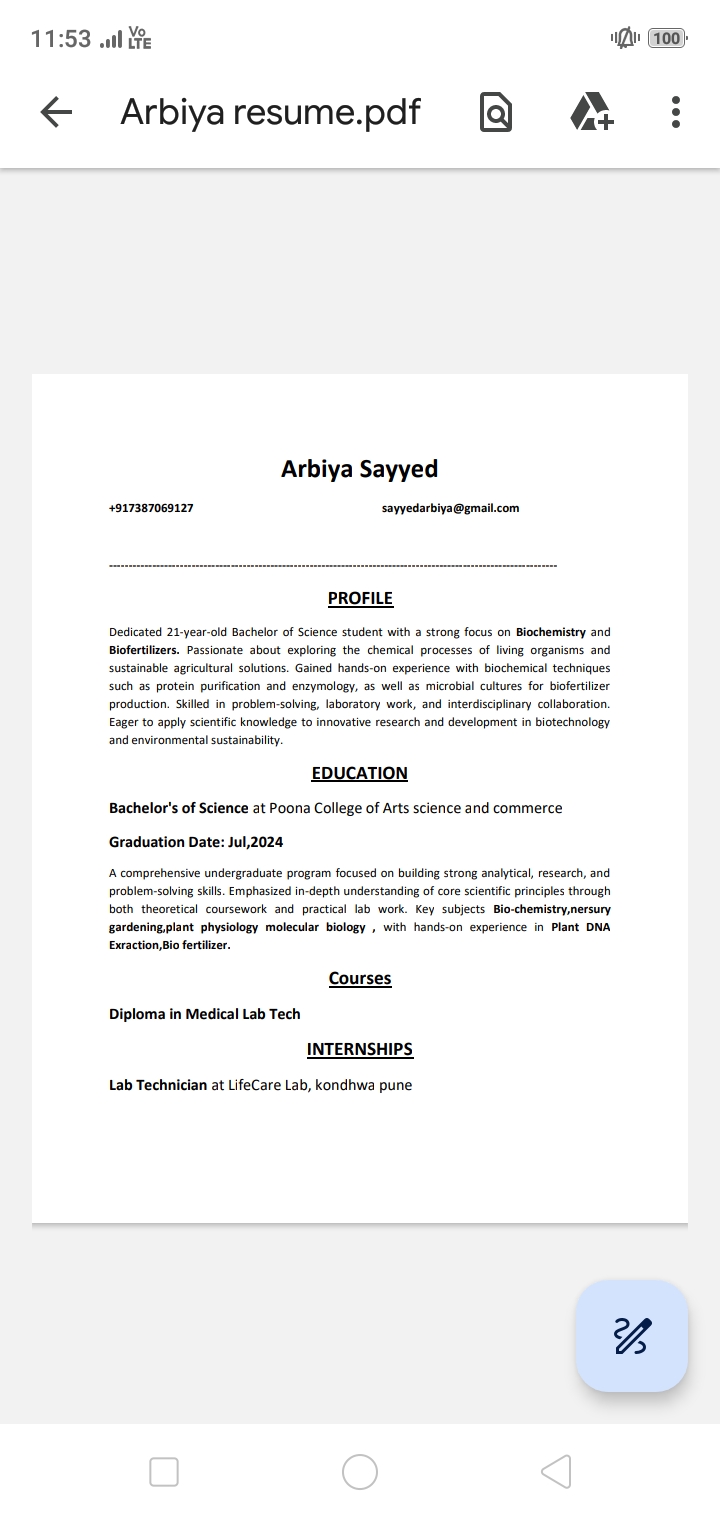 11:53 Vo LTE 100
Arbiya resume.pdf
Arbiya Sayyed
+917387069127 sayyedarbiya@gmail.com
--------------------------------------------------------------------------------------------------------------------
PROFILE
Dedicated 21-year-old Bachelor of Science student with a strong focus on Biochemistry and
Biofertilizers. Passionate about exploring the chemical processes of living organisms and
sustainable agricultural solutions. Gained hands-on experience with biochemical techniques
such as protein purification and enzymology, as well as microbial cultures for biofertilizer
production. Skilled in problem-solving, laboratory work, and interdisciplinary collaboration.
Eager to apply scientific knowledge to innovative research and development in biotechnology
and environmental sustainability.
EDUCATION
Bachelor's of Science at Poona College of Arts science and commerce
Graduation Date: Jul,2024
A comprehensive undergraduate program focused on building strong analytical, research, and
problem-solving skills. Emphasized in-depth understanding of core scientific principles through
both theoretical coursework and practical lab work. Key subjects Bio-chemistry,nersury
gardening,plant physiology molecular biology , with hands-on experience in Plant DNA
Exraction,Bio fertilizer.
Courses
Diploma in Medical Lab Tech
INTERNSHIPS
Lab Technician at LifeCare Lab, kondhwa pune